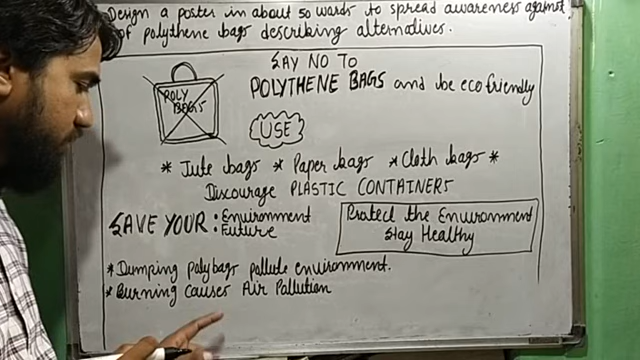 Design a poster in about 50 words to spread awareness against
of polythene bags describing alternatives.
SAY NO TO
POLYTHENE BAGS and be ecofriendly
POLY
BAGS
USE
* Jute bags * Paper bags * Cloth bags *
Discourage PLASTIC CONTAINERS
SAVE YOUR : Environment
: Future
Protect the Environment
Stay Healthy
* Dumping polybags pollute environment.
* Burning Causes Air Pollution